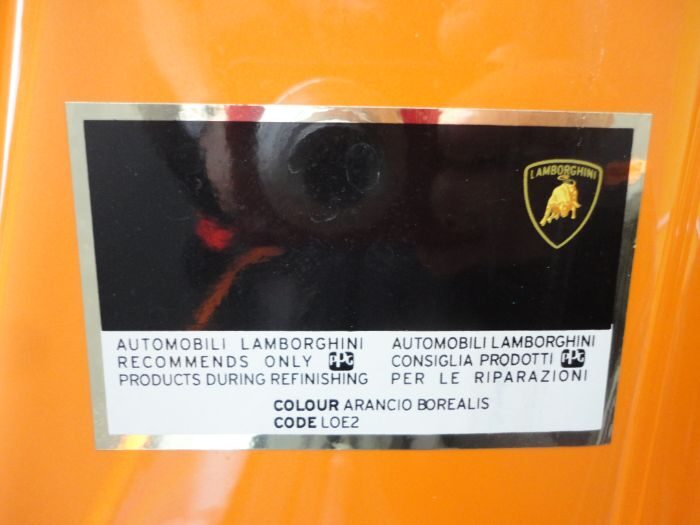 LAMBORGHINI
AUTOMOBILI LAMBORGHINI
RECOMMENDS ONLY PPG
PRODUCTS DURING REFINISHING
AUTOMOBILI LAMBORGHINI
CONSIGLIA PRODOTTI PPG
PER LE RIPARAZIONI
COLOUR ARANCIO BOREALIS
CODE LOE2